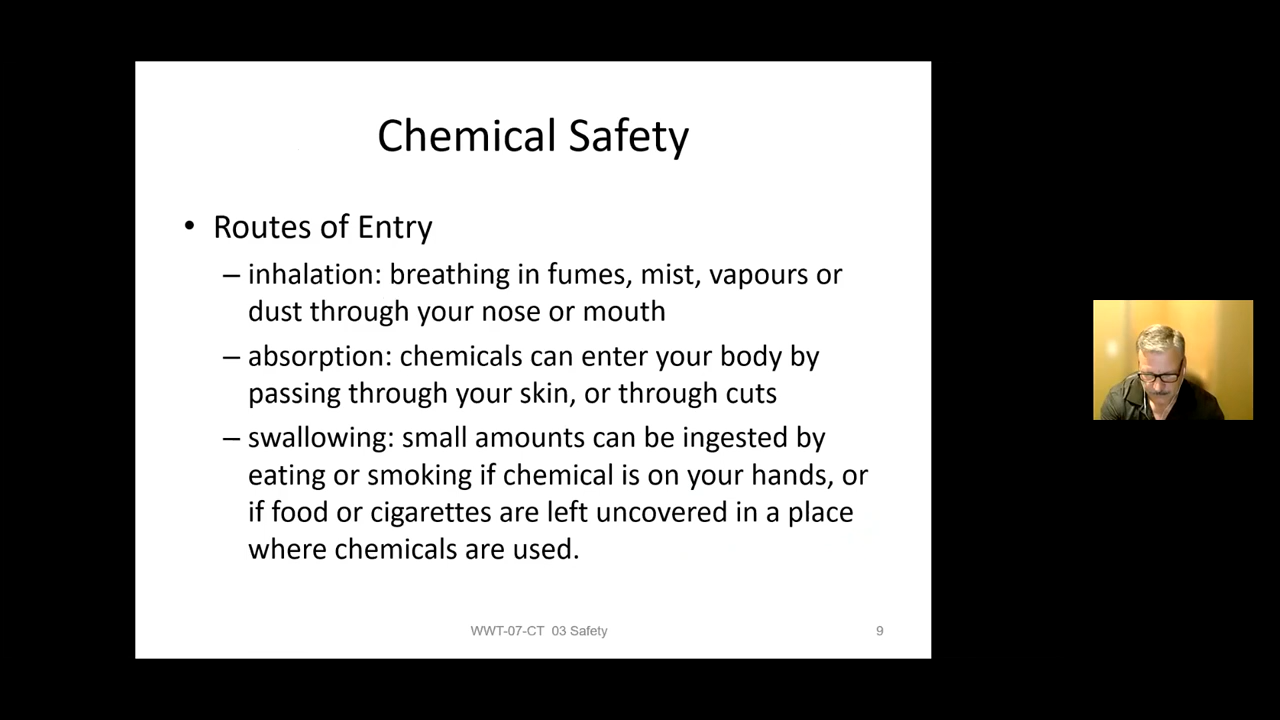 Chemical Safety
• Routes of Entry
– inhalation: breathing in fumes, mist, vapours or
dust through your nose or mouth
– absorption: chemicals can enter your body by
passing through your skin, or through cuts
– swallowing: small amounts can be ingested by
eating or smoking if chemical is on your hands, or
if food or cigarettes are left uncovered in a place
where chemicals are used.
WWT-07-CT 03 Safety
9